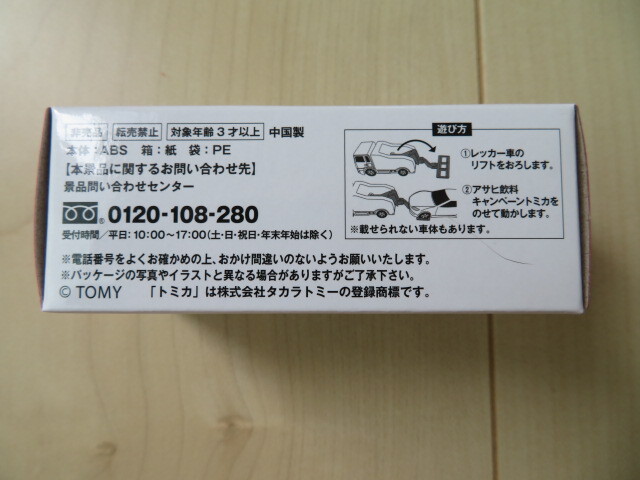 非売品 転売禁止 対象年齢3才以上 中国製
本体：ABS 箱：紙 袋：PE
【本景品に関するお問い合わせ先】
景品問い合わせセンター
® 0120-108-280
受付時間／平日：10:00～17:00（土・日・祝日・年末年始は除く）
※電話番号をよくお確かめの上、おかけ間違いのないようお願いいたします。
※パッケージの写真やイラストと異なる場合がありますがご了承下さい。
© TOMY 「トミカ」は株式会社タカラトミーの登録商標です。
遊び方
①レッカー車の
リフトをおろします。
②アサヒ飲料
キャンペーントミカを
のせて動かします。
※載せられない車体もあります。